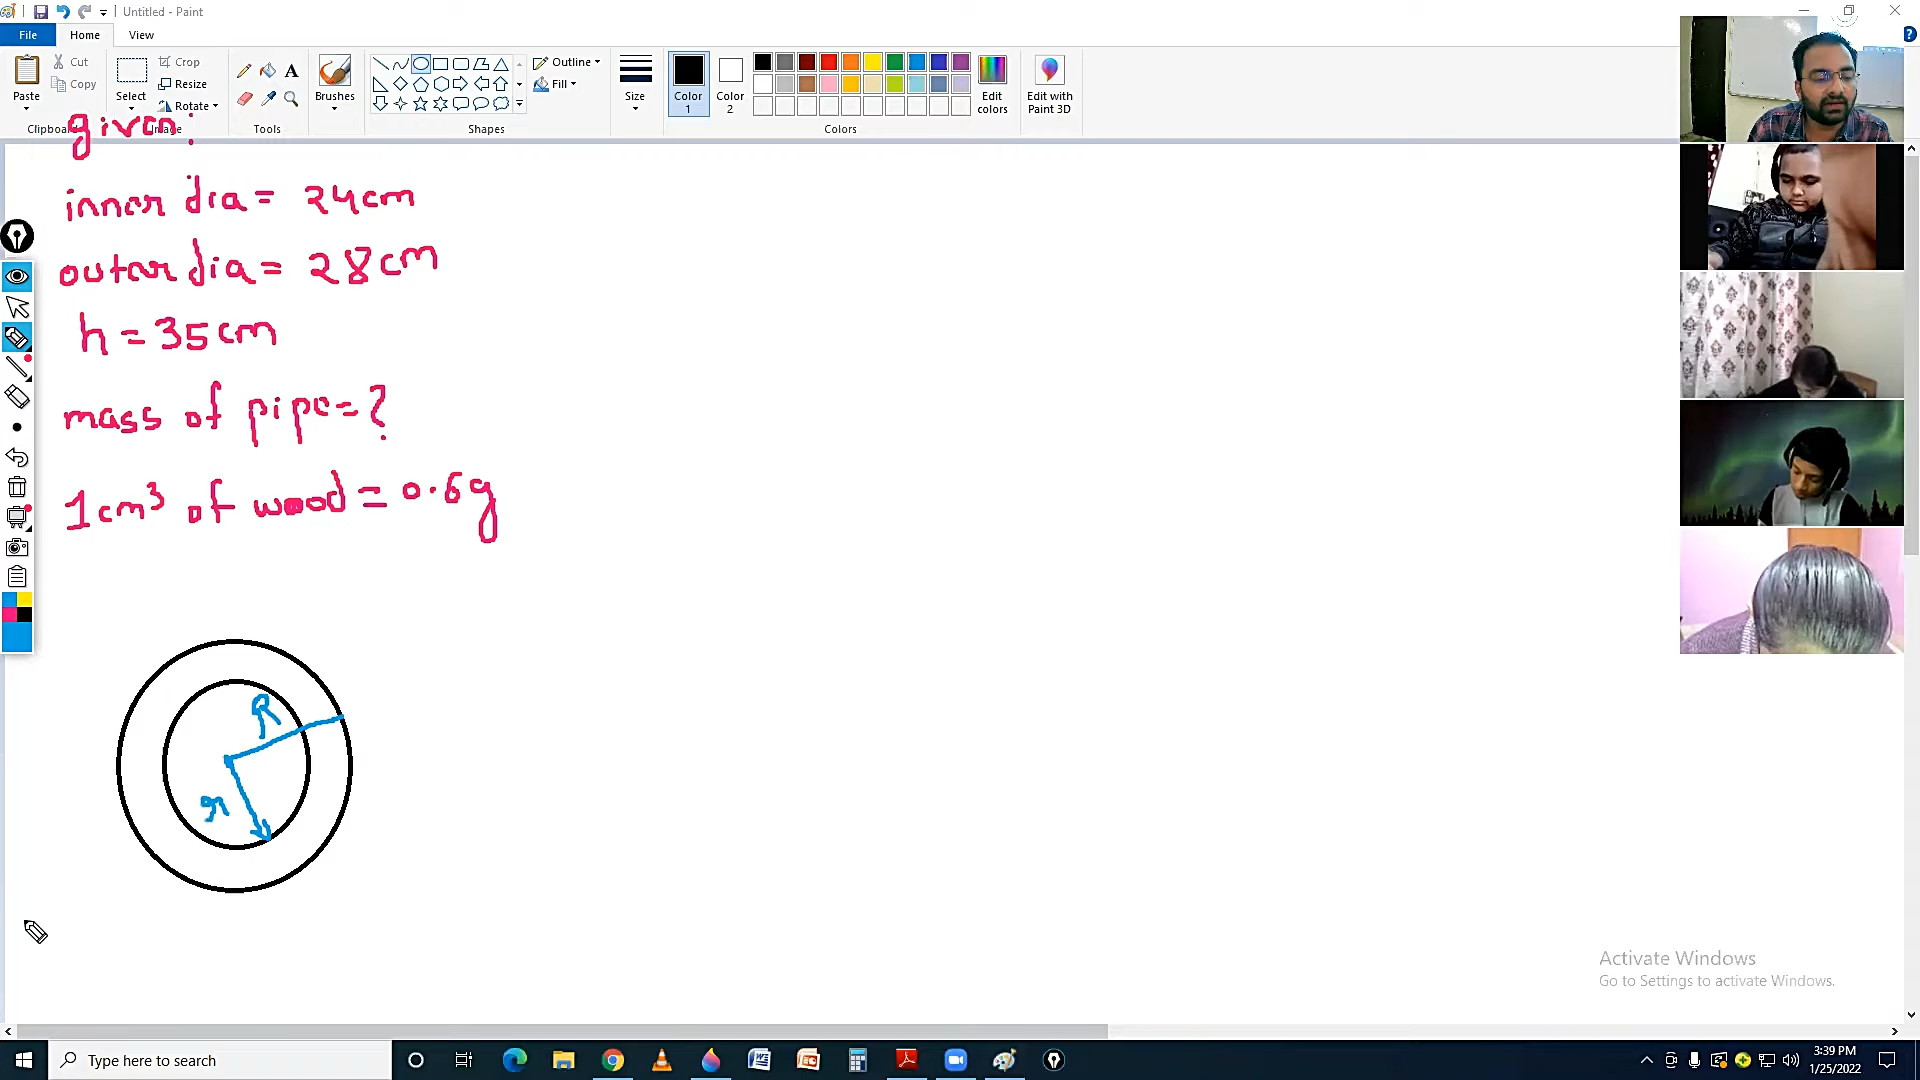 Untitled - Paint
File Home View
Paste Cut Copy Select Crop Resize Rotate Brushes Outline Fill Size Color 1 Color 2 Edit colors Edit with Paint 3D
Clipboard Image Tools Shapes Colors
given:
inner dia = 24cm
outer dia = 28cm
h = 35cm
mass of pipe = ?
1cm³ of wood = 0.6g
R
r
Activate Windows
Go to Settings to activate Windows.
Type here to search
3:39 PM
1/25/2022